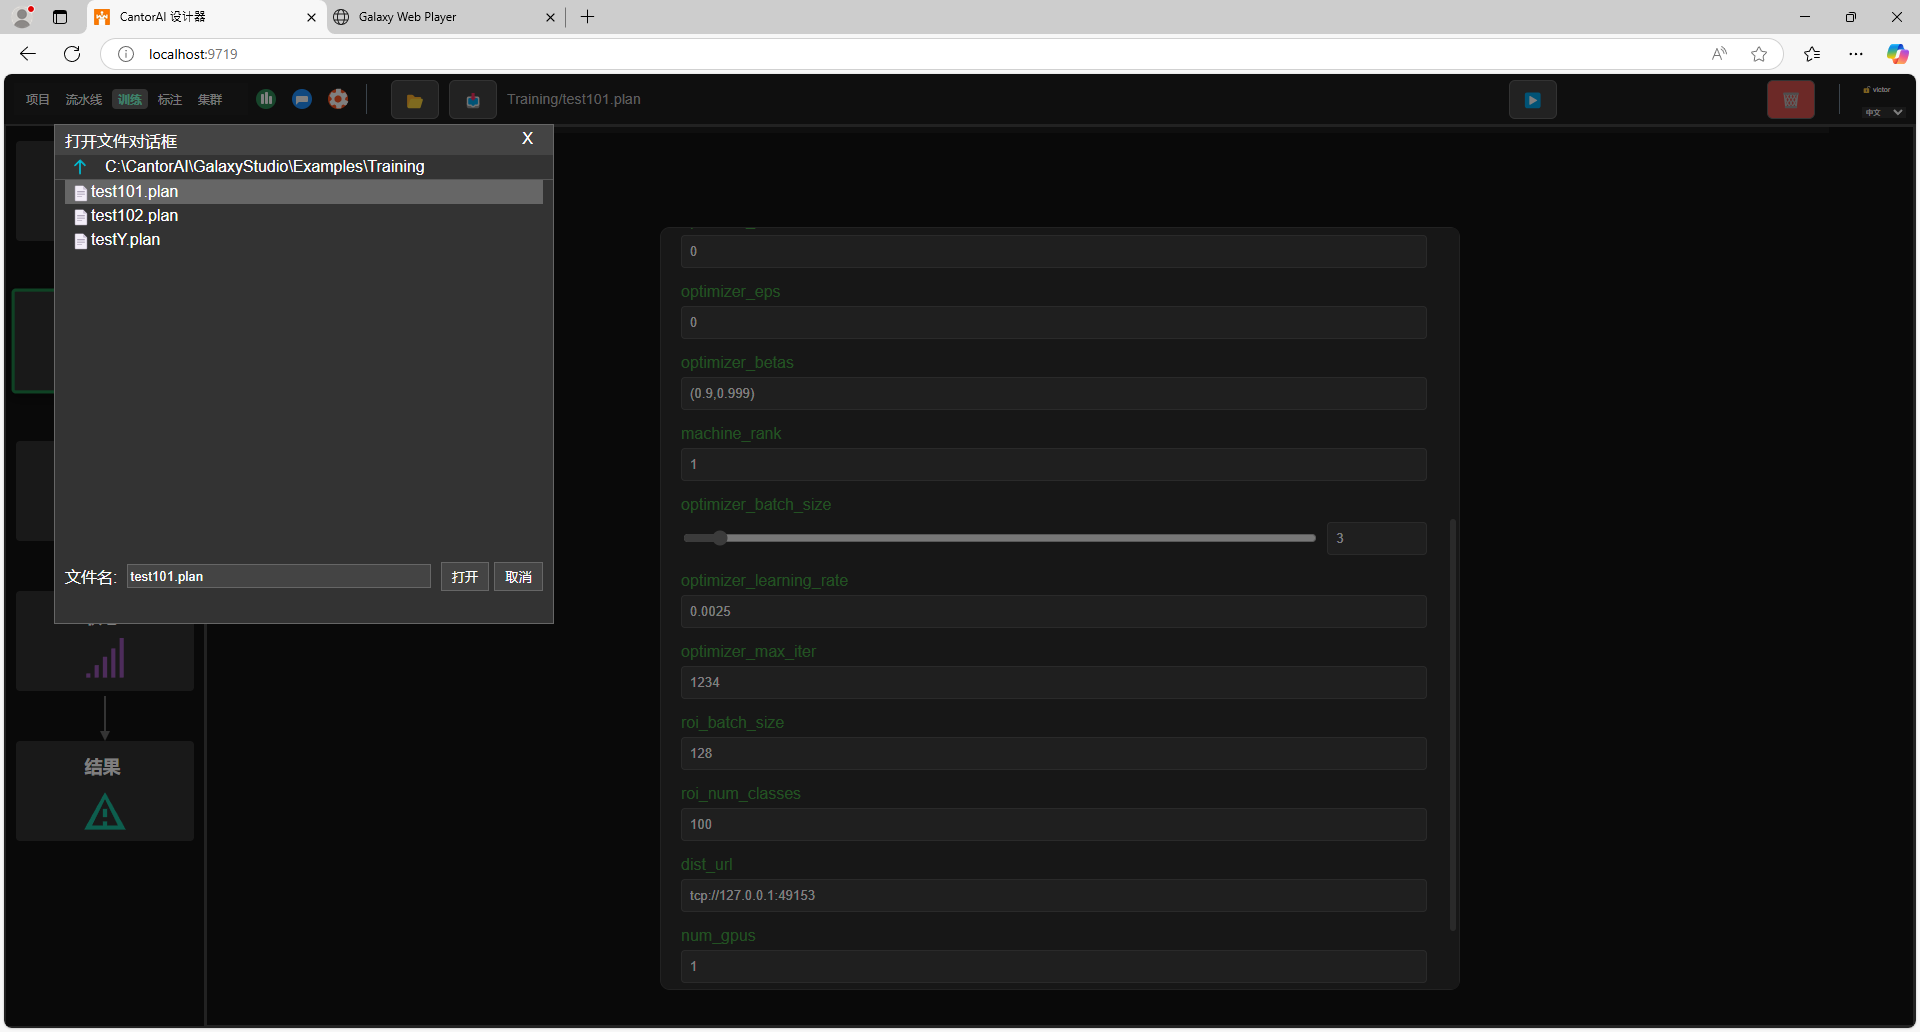 CantorAI 设计器
Galaxy Web Player
localhost:9719
项目 流水线 训练 标注 集群
Training/test101.plan
victor
中文
打开文件对话框
X
C:\CantorAI\GalaxyStudio\Examples\Training
test101.plan
test102.plan
testY.plan
文件名:
test101.plan
打开
取消
结果
0
optimizer_eps
0
optimizer_betas
(0.9,0.999)
machine_rank
1
optimizer_batch_size
3
optimizer_learning_rate
0.0025
optimizer_max_iter
1234
roi_batch_size
128
roi_num_classes
100
dist_url
tcp://127.0.0.1:49153
num_gpus
1